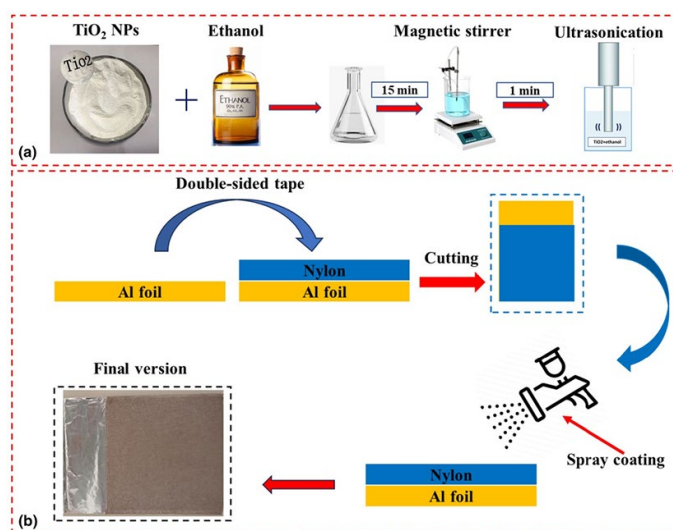 TiO₂ NPs
Ethanol
Magnetic stirrer
Ultrasonication
TiO2
+
ETHANOL
15 min
1 min
TiO2+ethanol
(a)
Double-sided tape
Nylon
Cutting
Al foil
Al foil
Final version
Spray coating
Nylon
Al foil
(b)